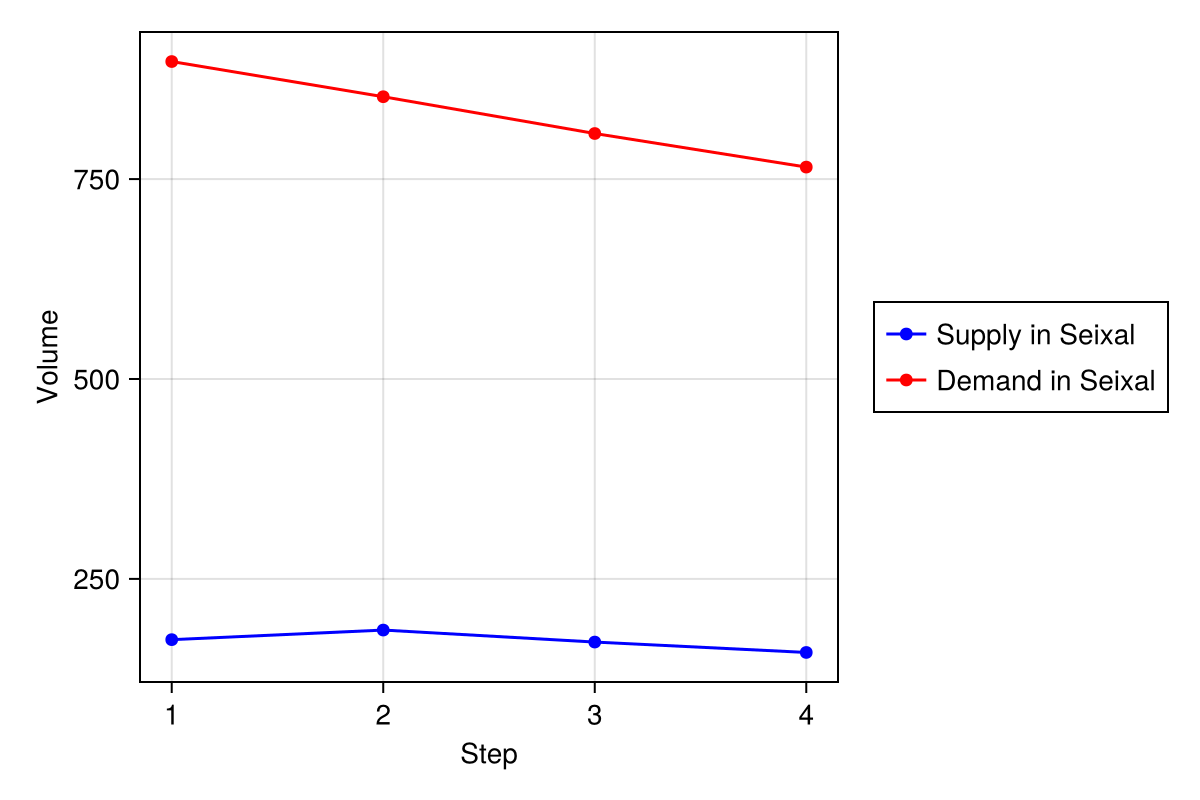 Volume
750
500
250
1 2 3 4
Step
Supply in Seixal
Demand in Seixal